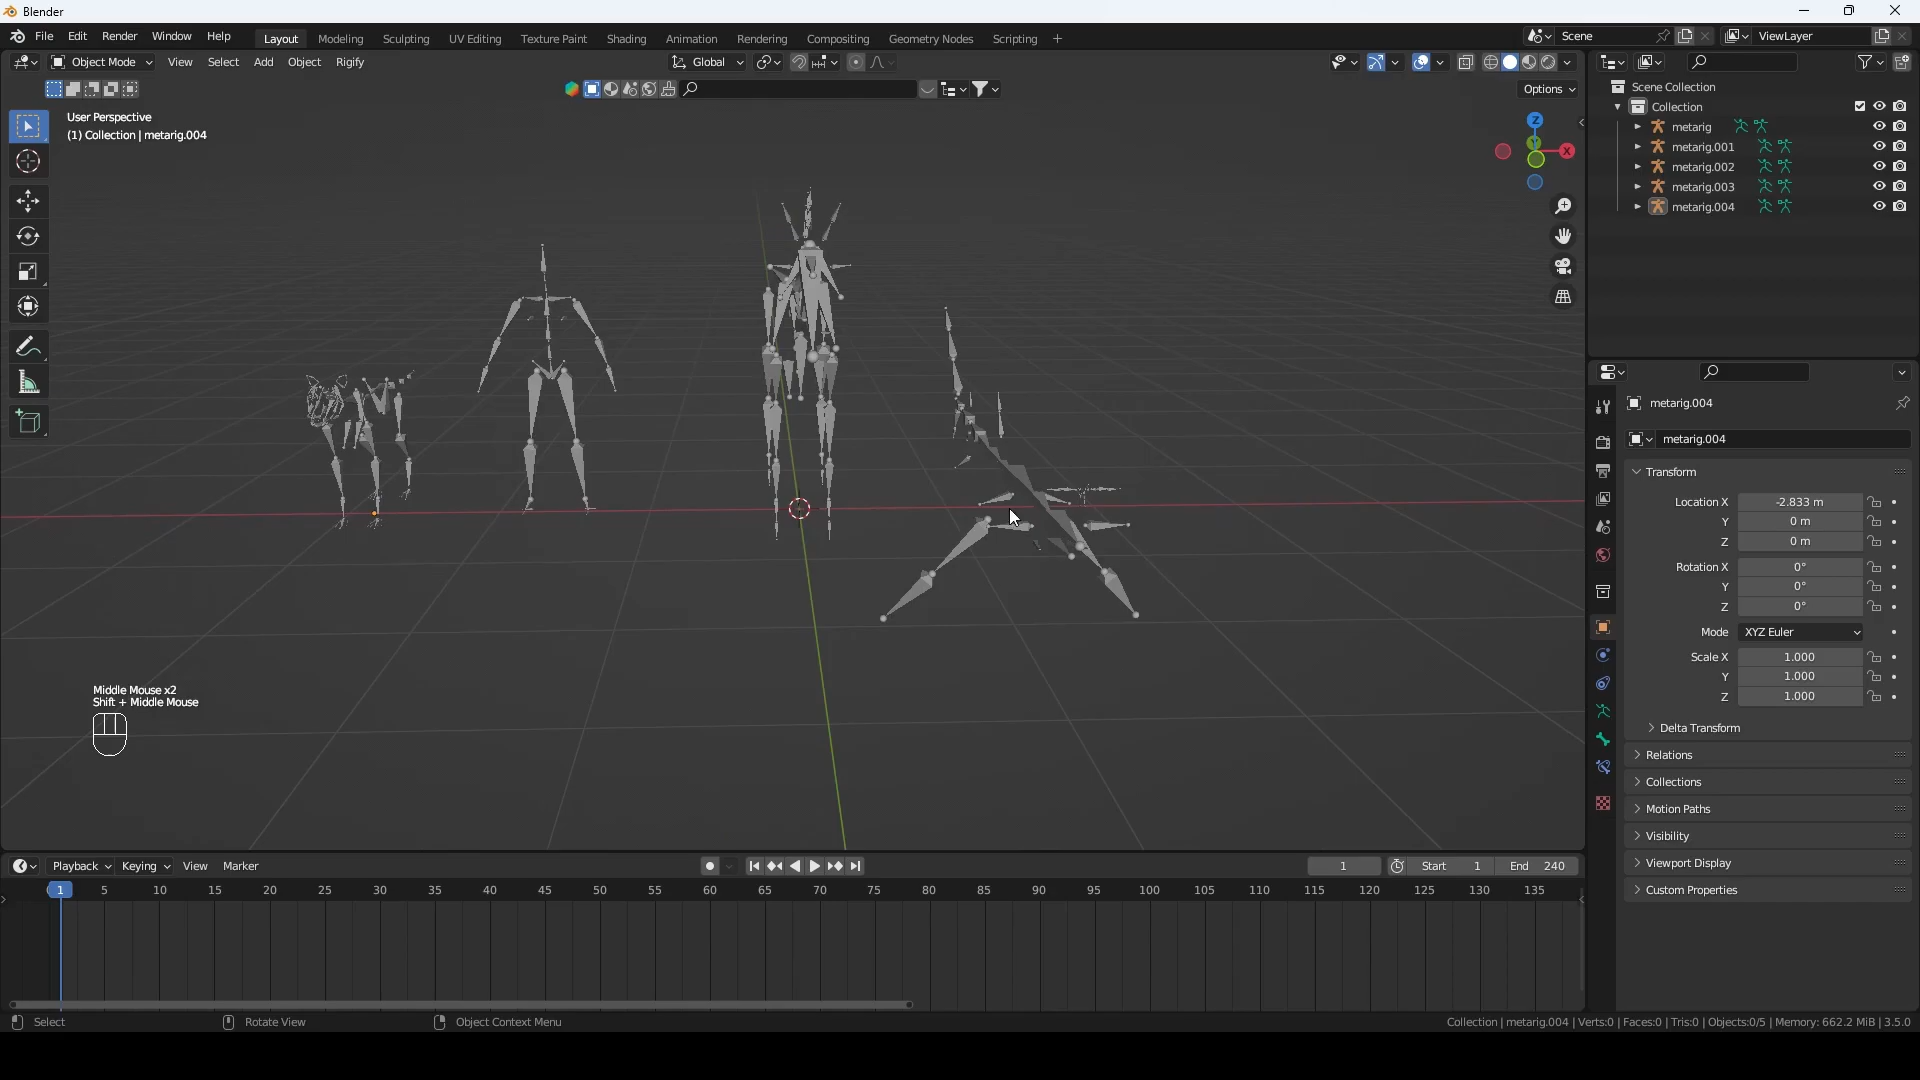 Blender
File Edit Render Window Help Layout Modeling Sculpting UV Editing Texture Paint Shading Animation Rendering Compositing Geometry Nodes Scripting + Scene ViewLayer
Object Mode View Select Add Object Rigify Global
Options
User Perspective
(1) Collection | metarig.004
Z
Y
X
Scene Collection
Collection
metarig
metarig.001
metarig.002
metarig.003
metarig.004
metarig.004
metarig.004
Transform
Location X -2.833 m
Y 0 m
Z 0 m
Rotation X 0°
Y 0°
Z 0°
Mode XYZ Euler
Scale X 1.000
Y 1.000
Z 1.000
Delta Transform
Relations
Collections
Motion Paths
Visibility
Viewport Display
Custom Properties
Middle Mouse x2
Shift + Middle Mouse
Playback Keying View Marker 1 Start 1 End 240
1 5 10 15 20 25 30 35 40 45 50 55 60 65 70 75 80 85 90 95 100 105 110 115 120 125 130 135
Select Rotate View Object Context Menu Collection | metarig.004 | Verts:0 | Faces:0 | Tris:0 | Objects:0/5 | Memory: 662.2 MiB | 3.5.0